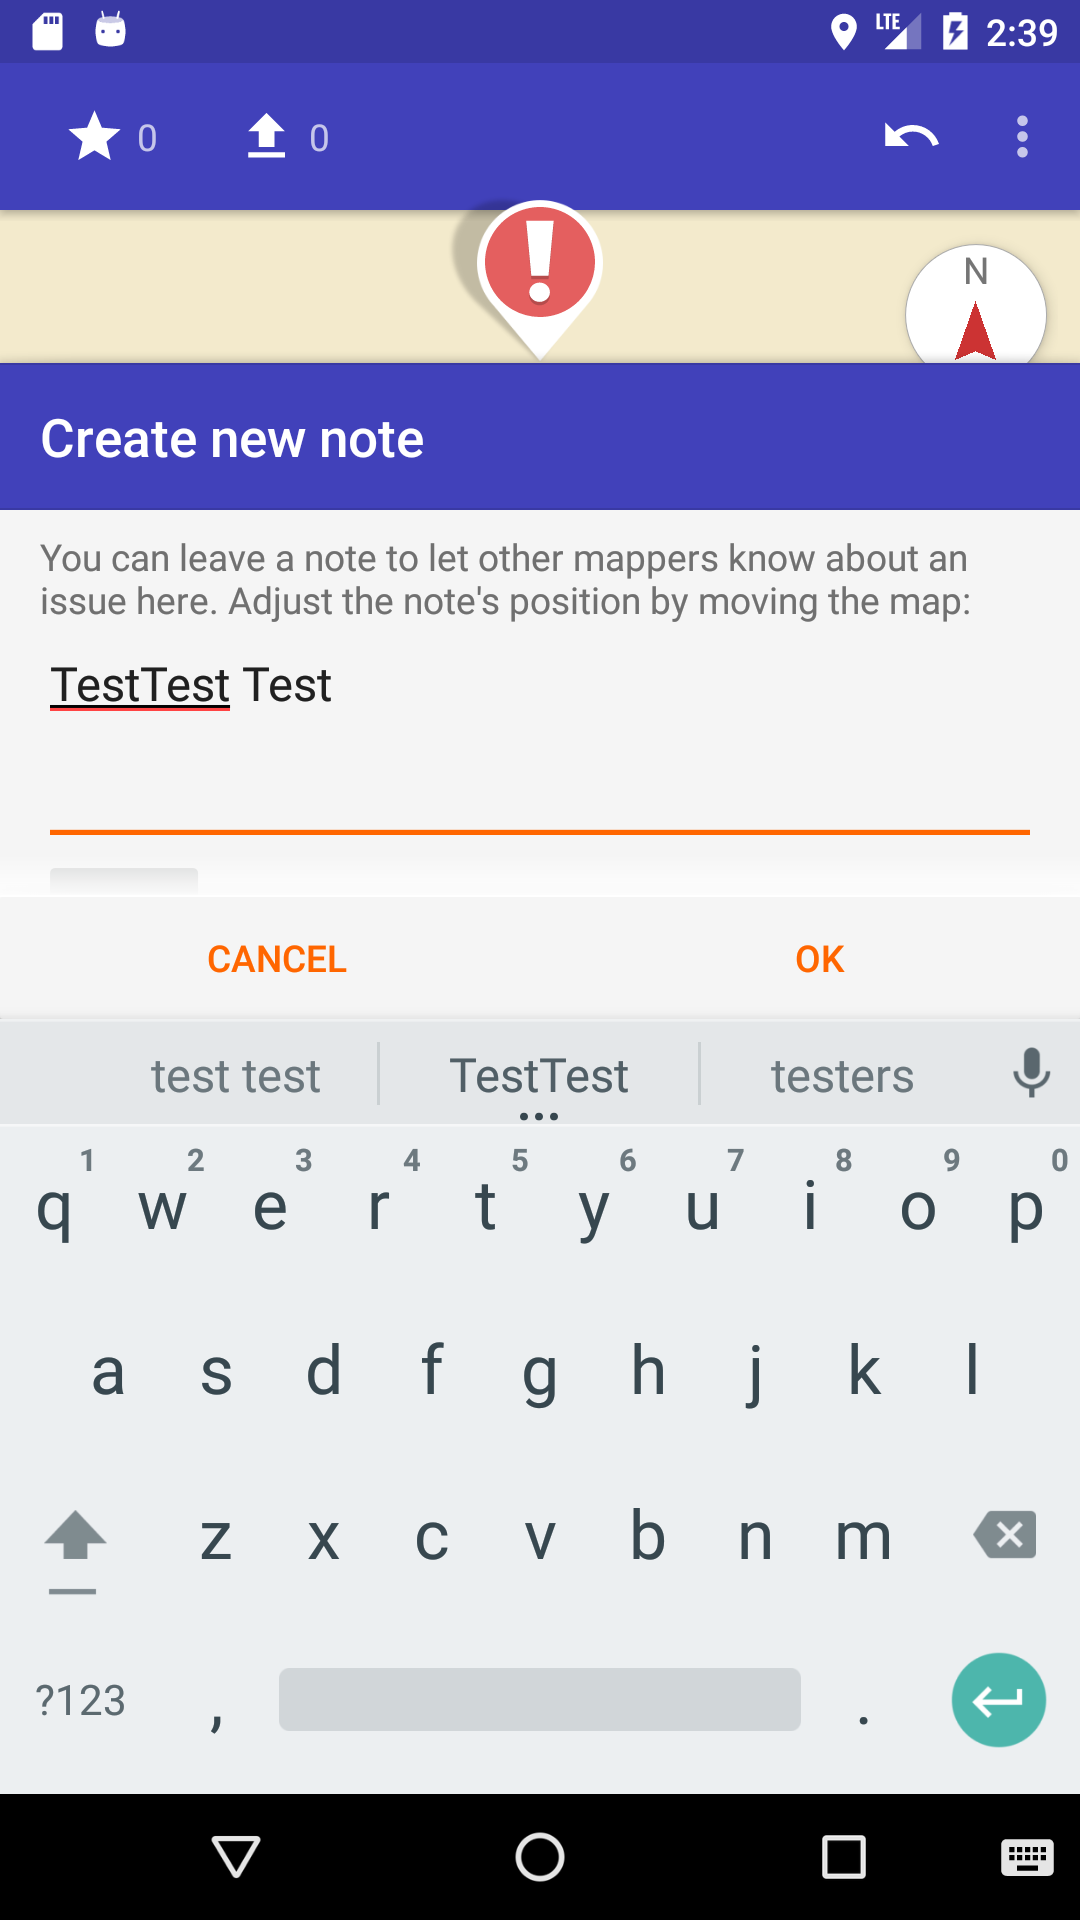 LTE 2:39
0 0
N
Create new note
You can leave a note to let other mappers know about an
issue here. Adjust the note's position by moving the map:
TestTest Test
CANCEL OK
test test TestTest testers
1 2 3 4 5 6 7 8 9 0
q w e r t y u i o p
a s d f g h j k l
z x c v b n m
?123 , .